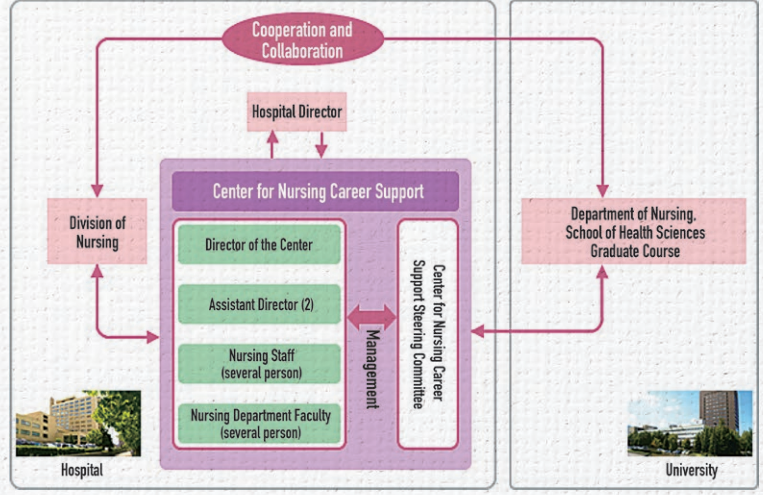 Cooperation and
Collaboration
Hospital Director
Center for Nursing Career Support
Division of
Nursing
Department of Nursing.
School of Health Sciences
Graduate Course
Director of the Center
Assistant Director (2)
Nursing Staff
(several person)
Nursing Department Faculty
(several person)
Management
Center for Nursing Career
Support Steering Committee
Hospital
University